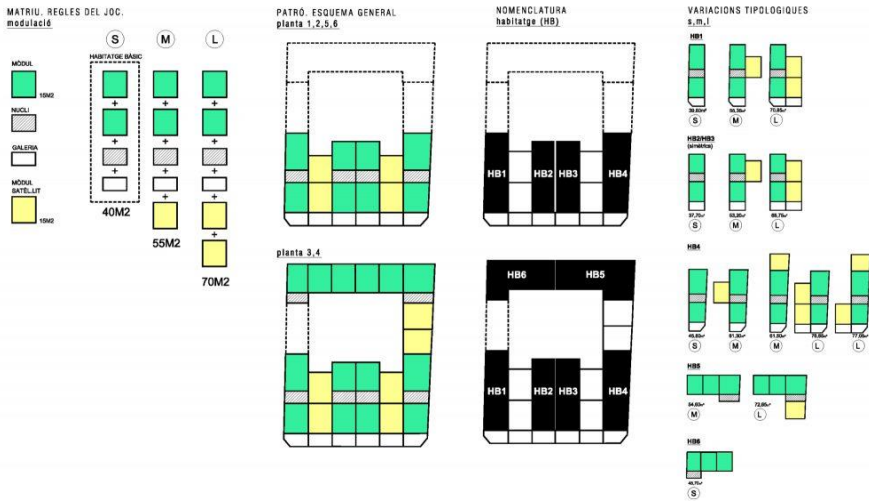 MATRIU. REGLES DEL JOC.
modulació
S
M
L
HABITATGE BÀSIC
MÒDUL
15M2
NUCLI
GALERIA
MÒDUL
SATÈL.LIT
15M2
+
+
+
+
+
+
+
+
+
+
+
+
40M2
55M2
70M2
PATRÓ. ESQUEMA GENERAL
planta 1,2,5,6
planta 3,4
NOMENCLATURA
habitatge (HB)
HB1
HB2
HB3
HB4
HB6
HB5
HB1
HB2
HB3
HB4
VARIACIONS TIPOLOGIQUES
s,m,l
HB1
S
M
L
HB2/HB3
(simètrics)
S
M
L
HB4
S
M
M
L
L
HB5
M
L
HB6
S